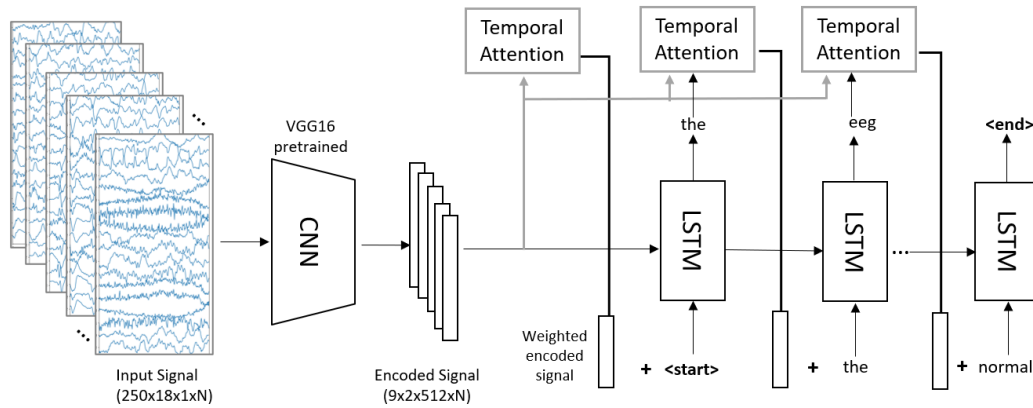 Temporal
Attention
Temporal
Attention
Temporal
Attention
the
eeg
<end>
VGG16
pretrained
CNN
LSTM
LSTM
...
LSTM
Weighted
encoded
signal
+ <start>
+ the
+ normal
Input Signal
(250x18x1xN)
Encoded Signal
(9x2x512xN)